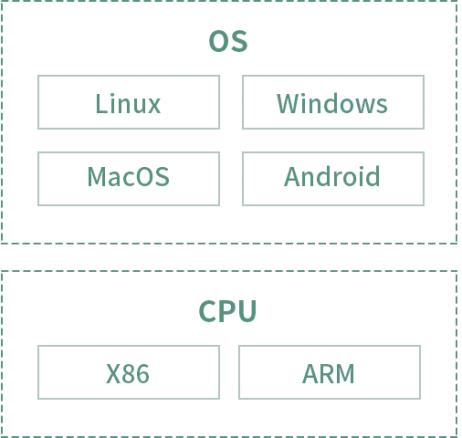 OS
Linux
Windows
MacOS
Android
CPU
X86
ARM